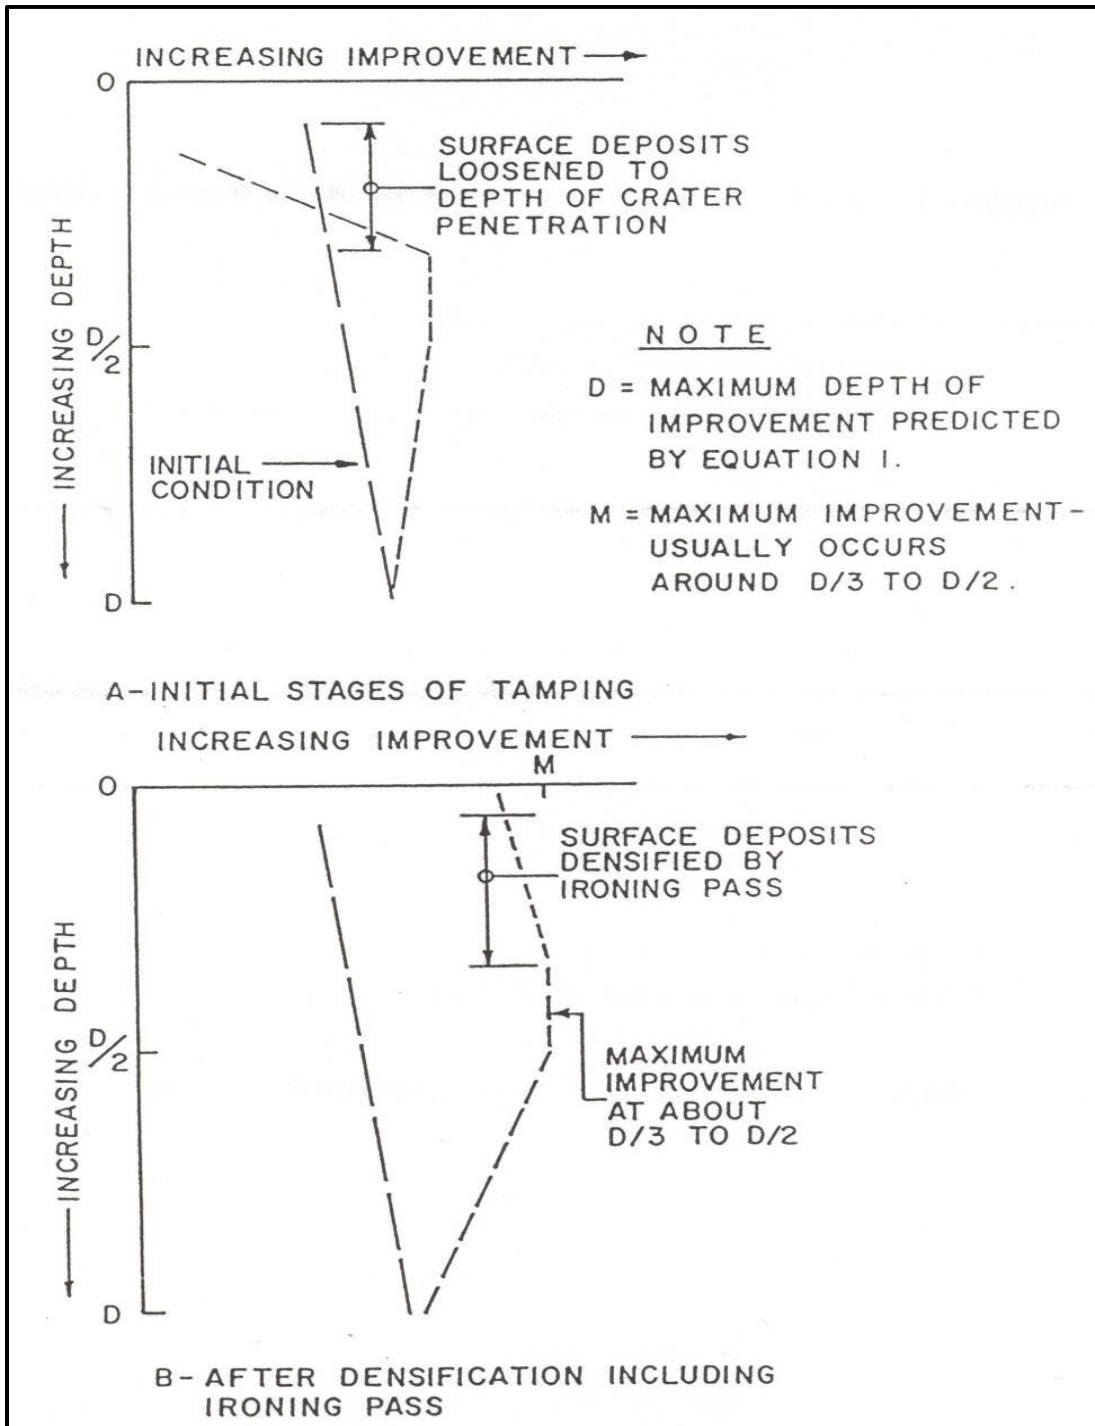 INCREASING IMPROVEMENT
O
SURFACE DEPOSITS
LOOSENED TO
DEPTH OF CRATER
PENETRATION
INCREASING DEPTH
D/2
NOTE
D = MAXIMUM DEPTH OF
IMPROVEMENT PREDICTED
BY EQUATION 1.
INITIAL
CONDITION
M = MAXIMUM IMPROVEMENT-
USUALLY OCCURS
AROUND D/3 TO D/2.
D
A-INITIAL STAGES OF TAMPING
INCREASING IMPROVEMENT
M
O
SURFACE DEPOSITS
DENSIFIED BY
IRONING PASS
INCREASING DEPTH
D/2
MAXIMUM
IMPROVEMENT
AT ABOUT
D/3 TO D/2
D
B- AFTER DENSIFICATION INCLUDING
IRONING PASS